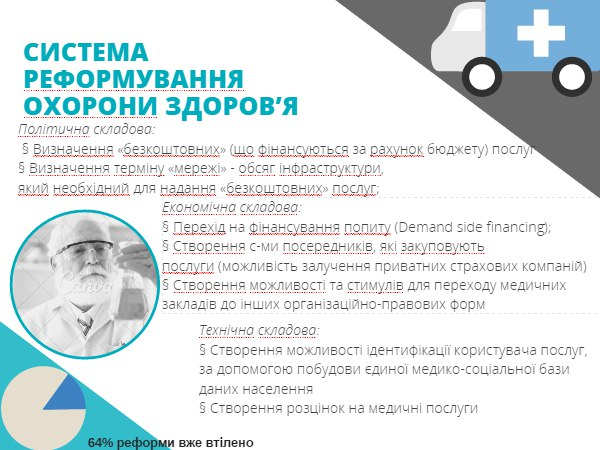 СИСТЕМА
РЕФОРМУВАННЯ
ОХОРОНИ ЗДОРОВ’Я
Політична складова:
§ Визначення «безкоштовних» (що фінансуються за рахунок бюджету) послуг
§ Визначення терміну «мережі» - обсяг інфраструктури,
який необхідний для надання «безкоштовних» послуг;
Економічна складова:
§ Перехід на фінансування попиту (Demand side financing);
§ Створення с-ми посередників, які закуповують
послуги (можливість залучення приватних страхових компаній)
§ Створення можливості та стимулів для переходу медичних
закладів до інших організаційно-правових форм
Canva
Технічна складова:
§ Створення можливості ідентифікації користувача послуг,
за допомогою побудови єдиної медико-соціальної бази
даних населення
§ Створення розцінок на медичні послуги
64% реформи вже втілено